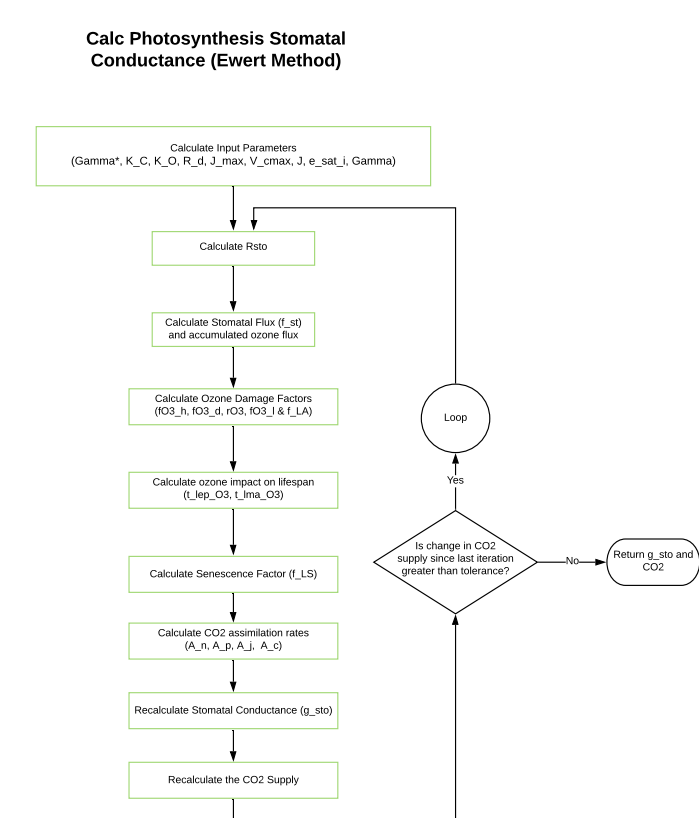 Calc Photosynthesis Stomatal
Conductance (Ewert Method)
Calculate Input Parameters
(Gamma*, K_C, K_O, R_d, J_max, V_cmax, J, e_sat_i, Gamma)
Calculate Rsto
Calculate Stomatal Flux (f_st)
and accumulated ozone flux
Calculate Ozone Damage Factors
(fO3_h, fO3_d, rO3, fO3_l & f_LA)
Calculate ozone impact on lifespan
(t_lep_O3, t_lma_O3)
Calculate Senescence Factor (f_LS)
Calculate CO2 assimilation rates
(A_n, A_p, A_j, A_c)
Recalculate Stomatal Conductance (g_sto)
Recalculate the CO2 Supply
Loop
Yes
Is change in CO2
supply since last iteration
greater than tolerance?
No
Return g_sto and
CO2